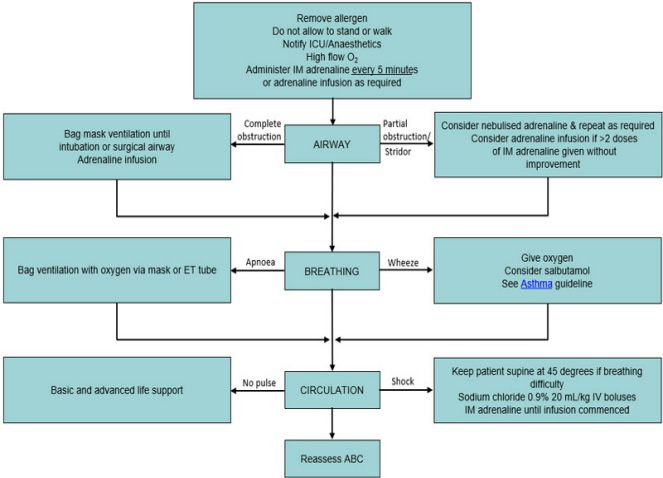 Remove allergen
Do not allow to stand or walk
Notify ICU/Anaesthetics
High flow O2
Administer IM adrenaline every 5 minutes
or adrenaline infusion as required
Complete
obstruction
Partial
obstruction/
Stridor
Bag mask ventilation until
intubation or surgical airway
Adrenaline infusion
AIRWAY
Consider nebulised adrenaline & repeat as required
Consider adrenaline infusion if >2 doses
of IM adrenaline given without
improvement
Bag ventilation with oxygen via mask or ET tube
Apnoea
BREATHING
Wheeze
Give oxygen
Consider salbutamol
See Asthma guideline
Basic and advanced life support
No pulse
CIRCULATION
Shock
Keep patient supine at 45 degrees if breathing
difficulty
Sodium chloride 0.9% 20 mL/kg IV boluses
IM adrenaline until infusion commenced
Reassess ABC